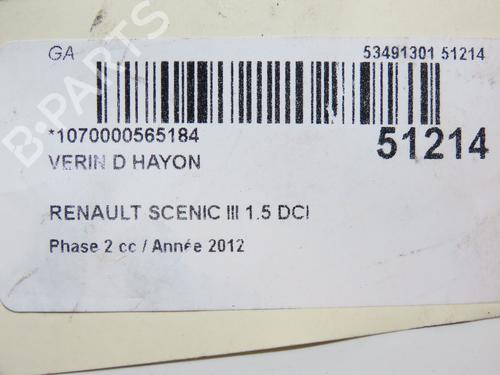 GA
53491301 51214
*1070000565184
51214
VERIN D HAYON
RENAULT SCENIC III 1.5 DCI
Phase 2 cc / Année 2012
B-PARTS